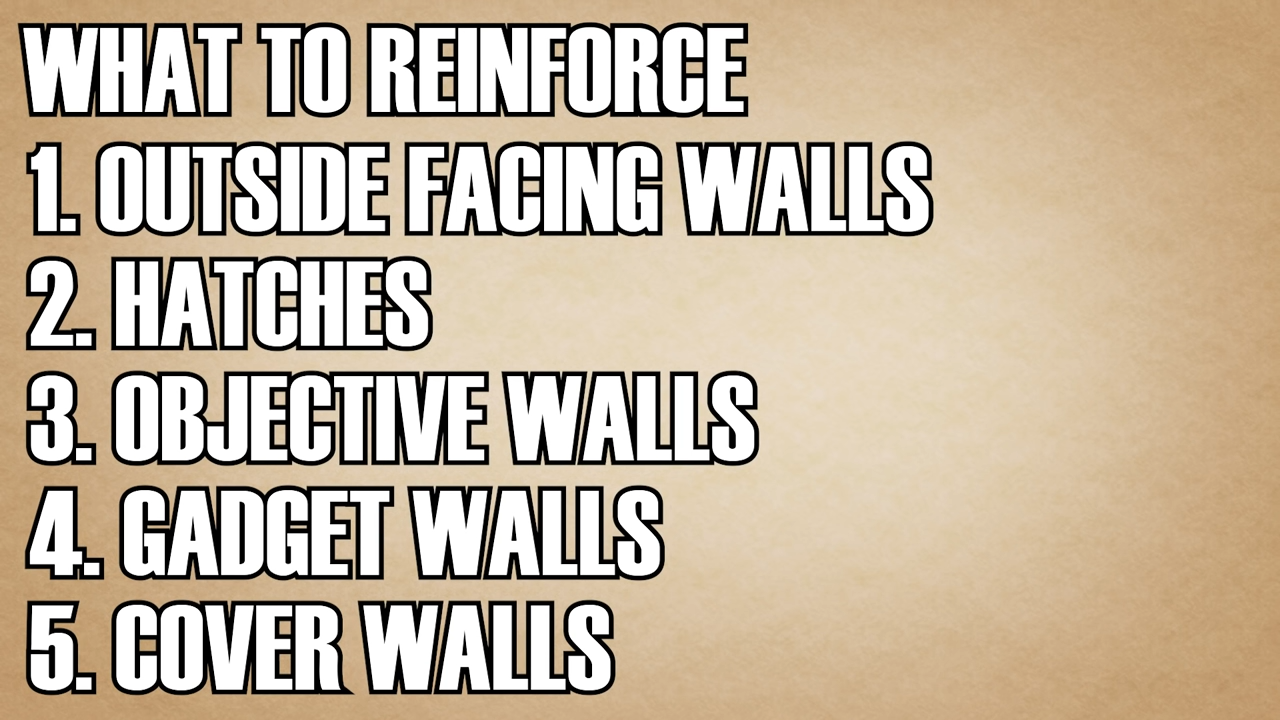 WHAT TO REINFORCE
1. OUTSIDE FACING WALLS
2. HATCHES
3. OBJECTIVE WALLS
4. GADGET WALLS
5. COVER WALLS